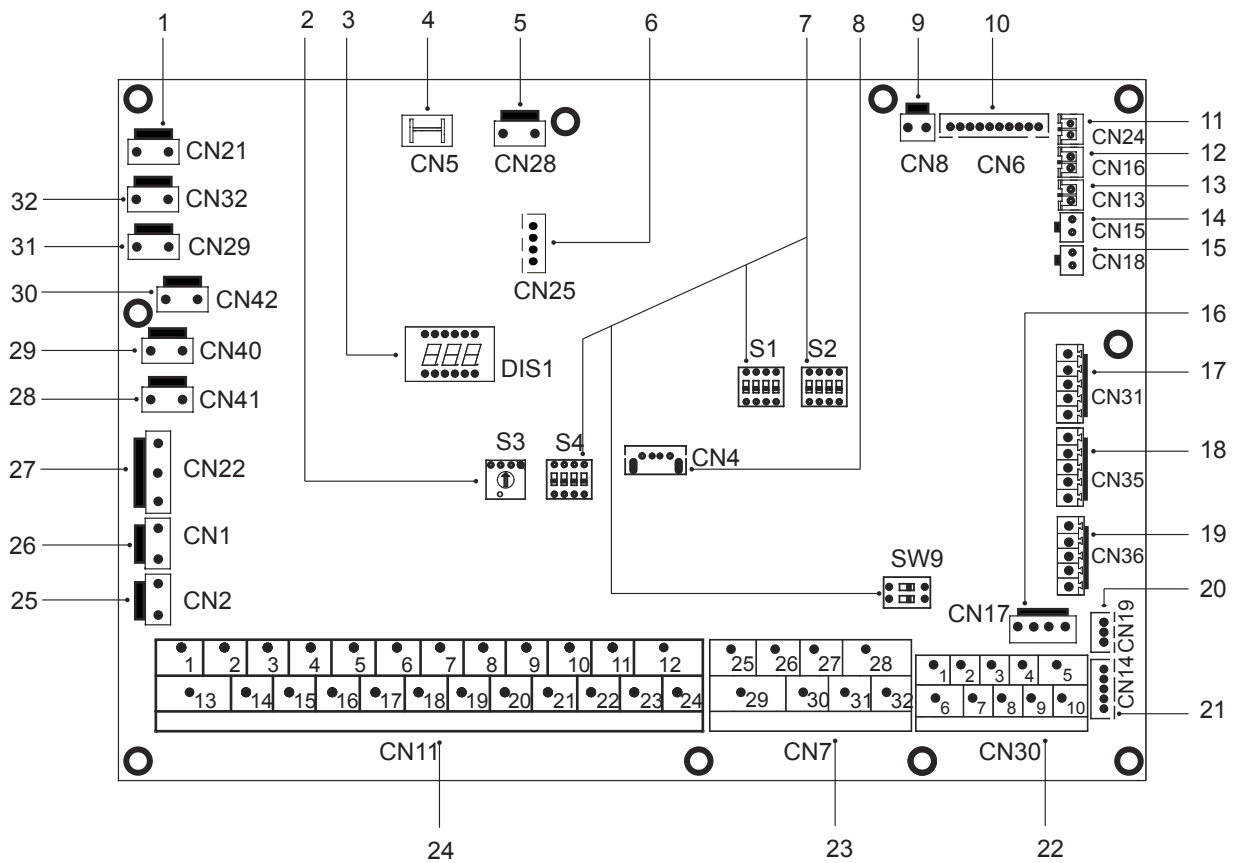 1 2 3 4 5 6 7 8 9 10
CN21
CN5
CN28
CN8
CN6
CN24
11
CN16
12
32
CN32
CN13
13
31
CN29
CN15
14
CN18
15
CN25
30
CN42
16
29
CN40
DIS1
S1
S2
17
CN31
28
CN41
S3
S4
CN4
18
CN35
27
CN22
26
CN1
19
CN36
SW9
25
CN2
CN17
CN19
20
1 2 3 4 5 6 7 8 9 10 11 12
25 26 27 28
1 2 3 4 5
CN14
13 14 15 16 17 18 19 20 21 22 23 24
29 30 31 32
6 7 8 9 10
21
CN11
CN7
CN30
24
23
22